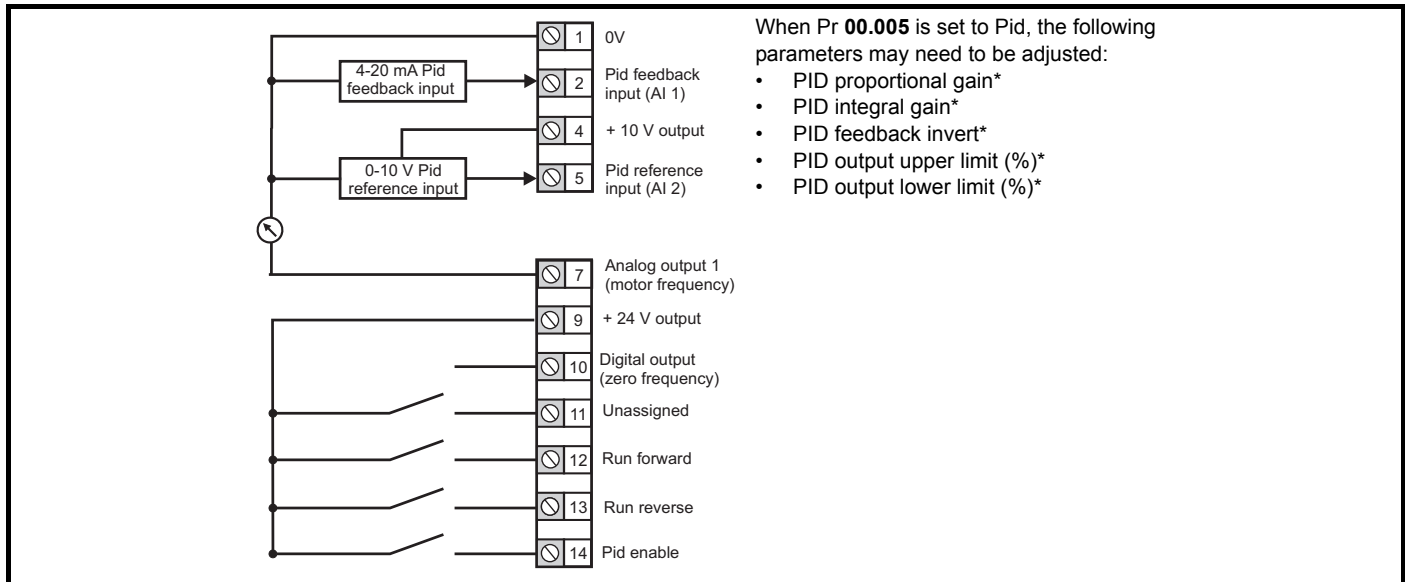 4-20 mA Pid
feedback input
0-10 V Pid
reference input
1 0V
2 Pid feedback
input (AI 1)
4 + 10 V output
5 Pid reference
input (AI 2)
7 Analog output 1
(motor frequency)
9 + 24 V output
10 Digital output
(zero frequency)
11 Unassigned
12 Run forward
13 Run reverse
14 Pid enable
When Pr 00.005 is set to Pid, the following
parameters may need to be adjusted:
• PID proportional gain*
• PID integral gain*
• PID feedback invert*
• PID output upper limit (%)*
• PID output lower limit (%)*